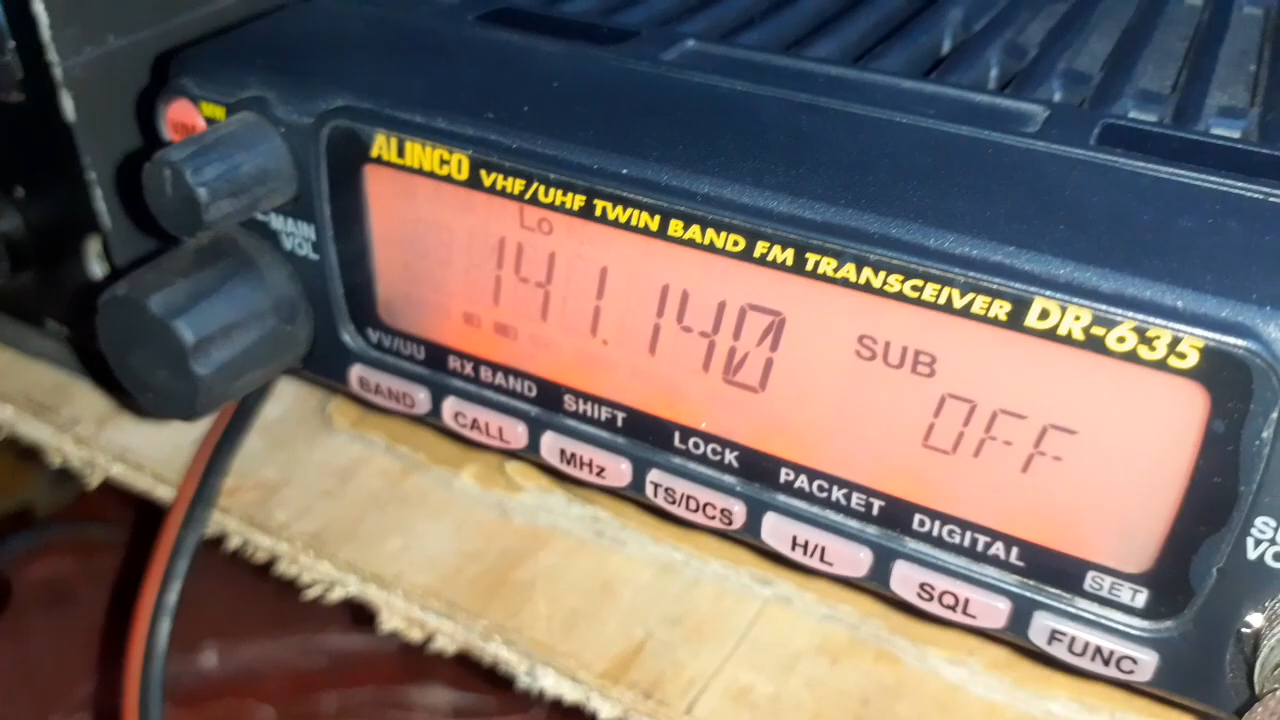 MW
V/M
ALINCO VHF/UHF TWIN BAND FM TRANSCEIVER DR-635
MAIN
VOL
Lo
141.140
SUB
OFF
VV/UU RX BAND SHIFT LOCK PACKET DIGITAL SET
BAND CALL MHz TS/DCS H/L SQL FUNC